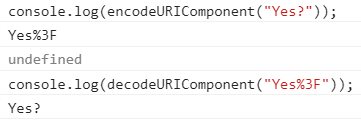 console.log(encodeURIComponent("Yes?"));
Yes%3F
undefined
console.log(decodeURIComponent("Yes%3F"));
Yes?